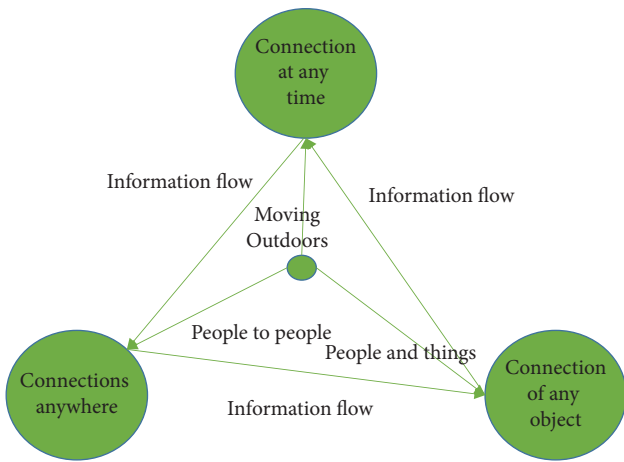 Connection
at any
time
Information flow
Information flow
Moving
Outdoors
People to people
People and things
Connections
anywhere
Connection
of any
object
Information flow